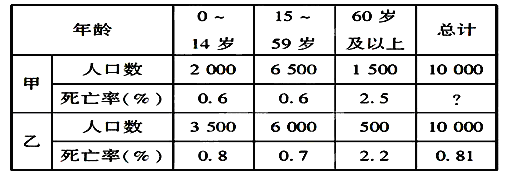 年龄 0～14岁 15～59岁 60岁及以上 总计
甲 人口数 2 000 6 500 1 500 10 000
死亡率(%) 0.6 0.6 2.5 ?
乙 人口数 3 500 6 000 500 10 000
死亡率(%) 0.8 0.7 2.2 0.81